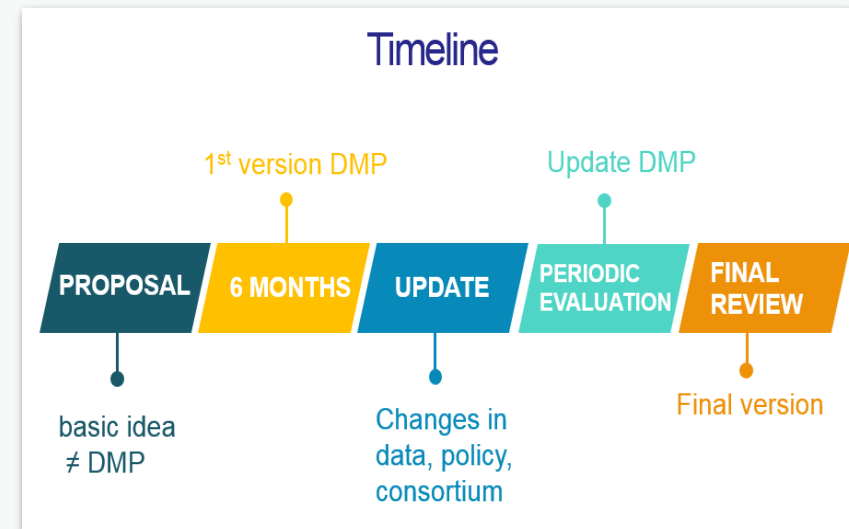 Timeline
1st version DMP
Update DMP
PROPOSAL
6 MONTHS
UPDATE
PERIODIC
EVALUATION
FINAL
REVIEW
basic idea
≠ DMP
Changes in
data, policy,
consortium
Final version